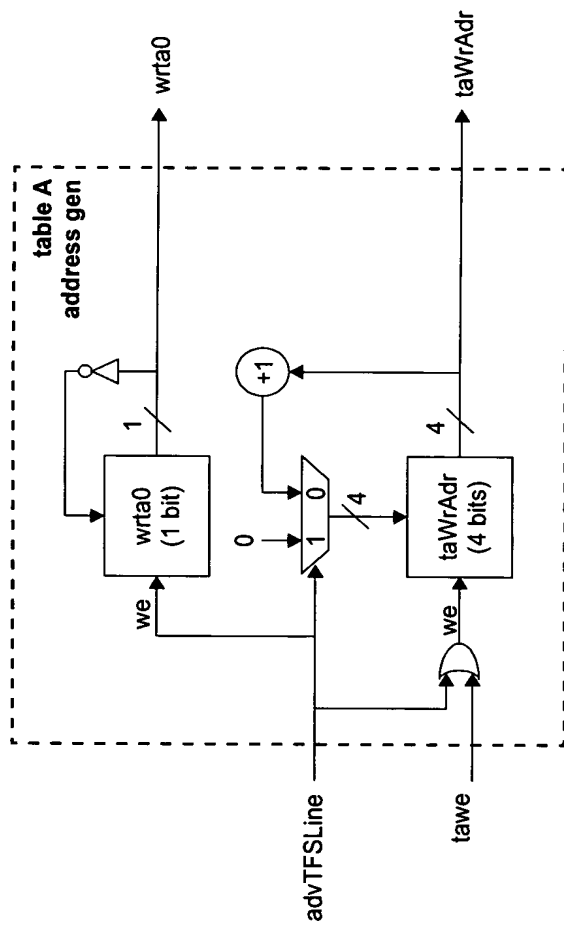 table A
address gen
wrta0
1
wrta0
(1 bit)
we
+1
0
1 0
4
taWrAdr
4
taWrAdr
(4 bits)
we
advTFSLine
tawe